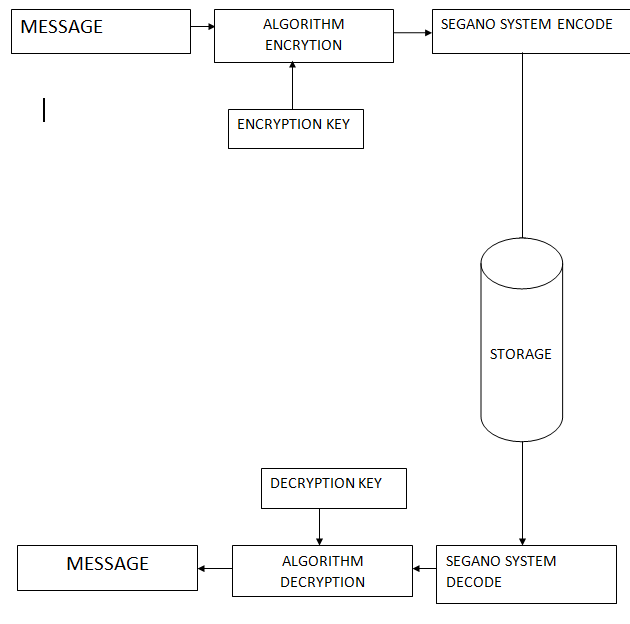 MESSAGE
ALGORITHM
ENCRYTION
SEGANO SYSTEM ENCODE
ENCRYPTION KEY
STORAGE
DECRYPTION KEY
MESSAGE
ALGORITHM
DECRYPTION
SEGANO SYSTEM
DECODE